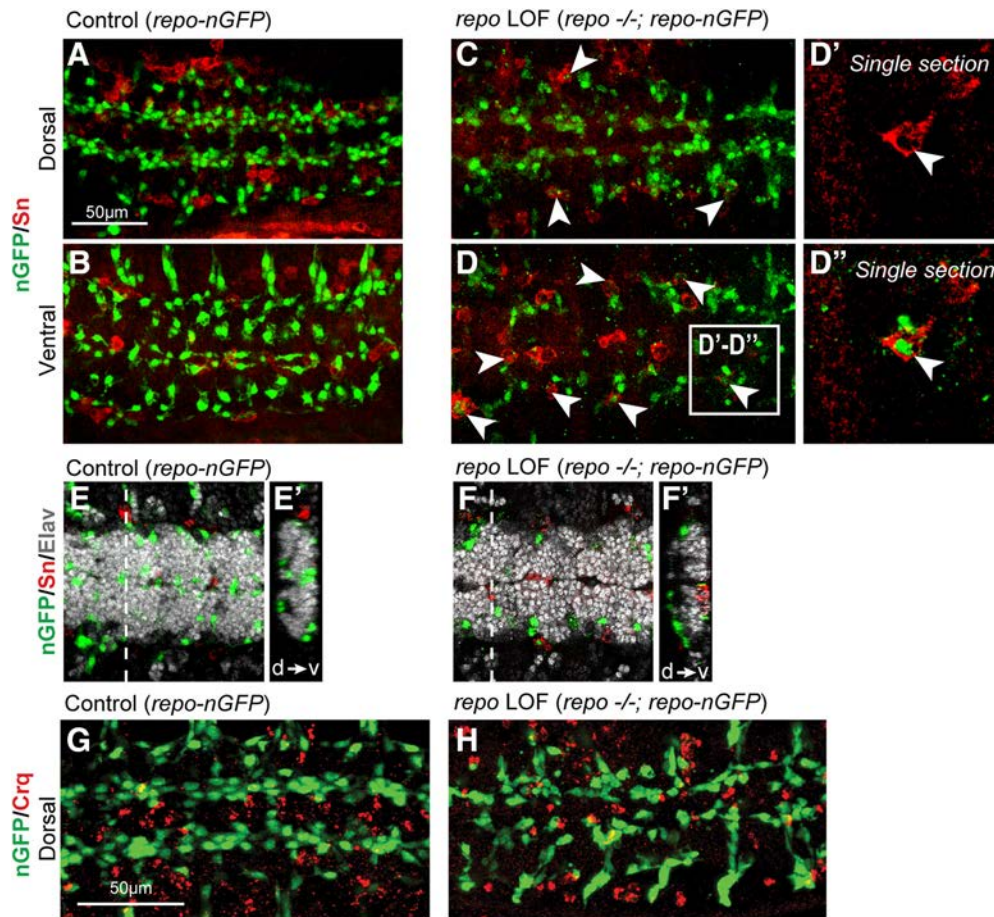 Control (repo-nGFP)
repo LOF (repo -/-; repo-nGFP)
nGFP/Sn
Dorsal
A
50µm
C
D'
Single section
Ventral
B
D
D'-D"
D"
Single section
Control (repo-nGFP)
repo LOF (repo -/-; repo-nGFP)
nGFP/Sn/Elav
E
E'
d→v
F
F'
d→v
Control (repo-nGFP)
repo LOF (repo -/-; repo-nGFP)
nGFP/Crq
Dorsal
G
50µm
H